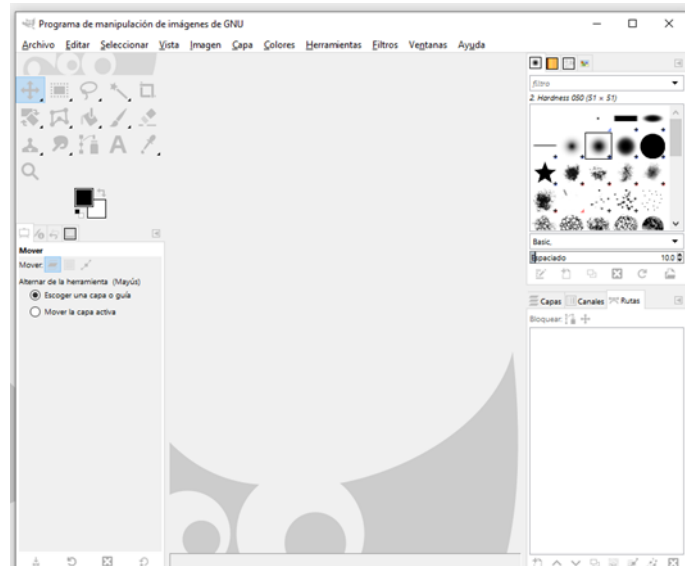 Programa de manipulación de imágenes de GNU
Archivo Editar Seleccionar Vista Imagen Capa Colores Herramientas Filtros Ventanas Ayuda
filtro
2. Hardness 050 (51 × 51)
Basic,
Espaciado 10.0
Mover
Mover:
Alternar de la herramienta (Mayús)
Escoger una capa o guía
Mover la capa activa
Capas Canales Rutas
Bloquear: